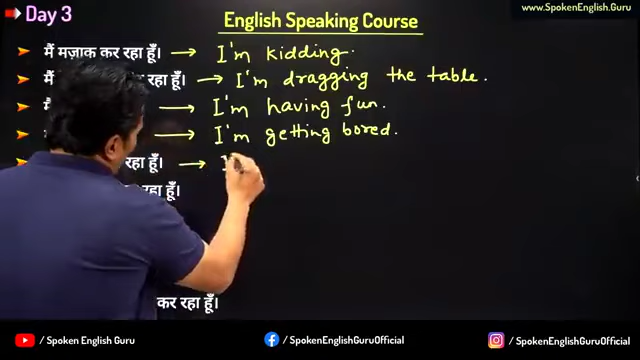 Day 3
English Speaking Course
www.SpokenEnglish.Guru
मैं मज़ाक कर रहा हूँ। → I'm kidding.
मैं हूँ। → I'm dragging the table.
→ I'm having fun.
→ I'm getting bored.
रहा हूँ। →
रहा हूँ।
कर रहा हूँ।
/ Spoken English Guru
/ SpokenEnglishGuruOfficial
/ SpokenEnglishGuruOfficial